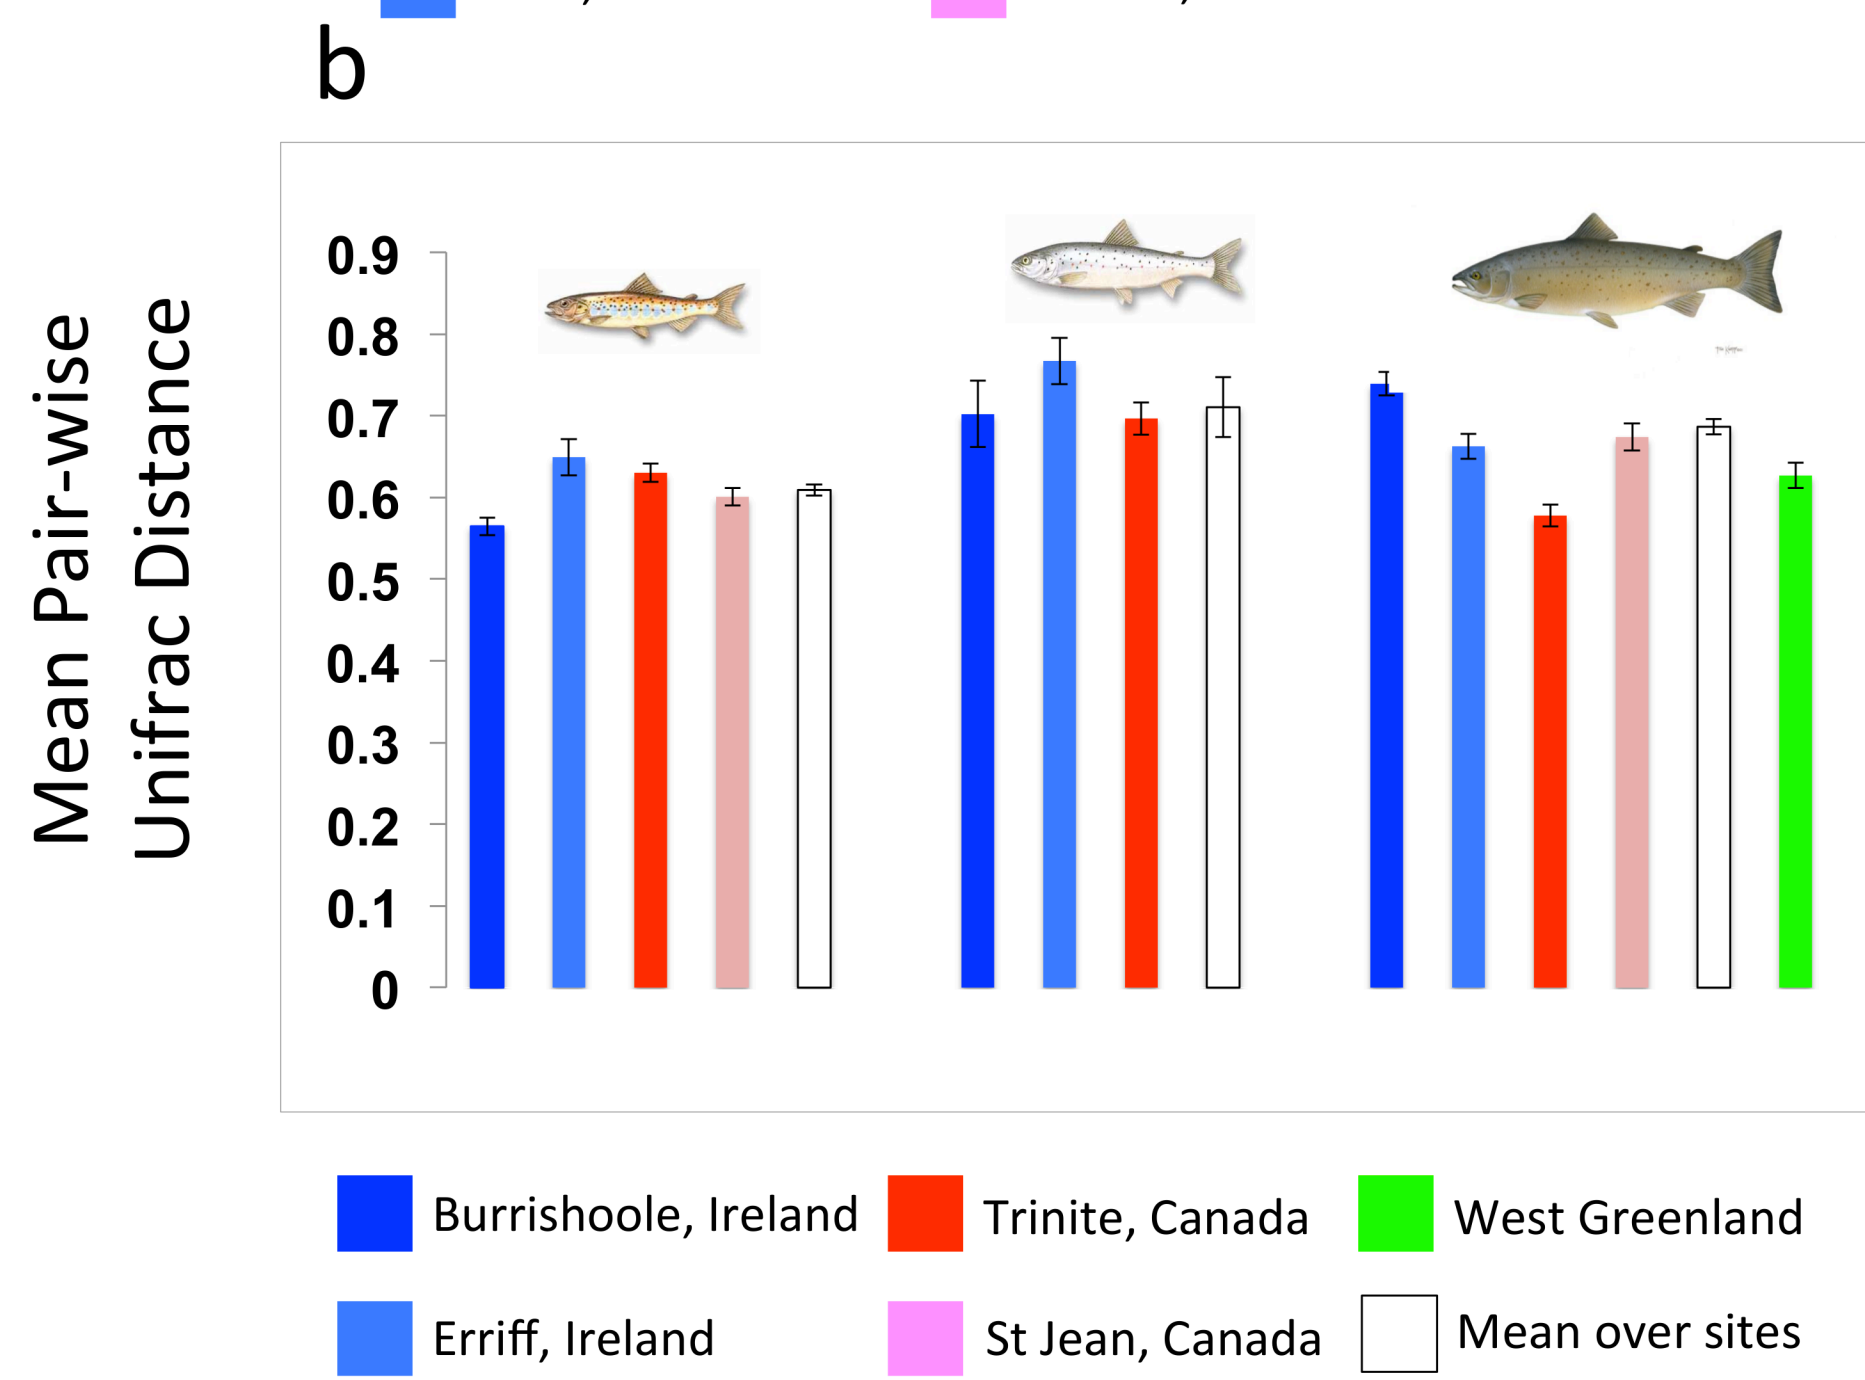 b
Mean Pair-wise
Unifrac Distance
0.9
0.8
0.7
0.6
0.5
0.4
0.3
0.2
0.1
0
Burrishoole, Ireland
Trinite, Canada
West Greenland
Erriff, Ireland
St Jean, Canada
Mean over sites